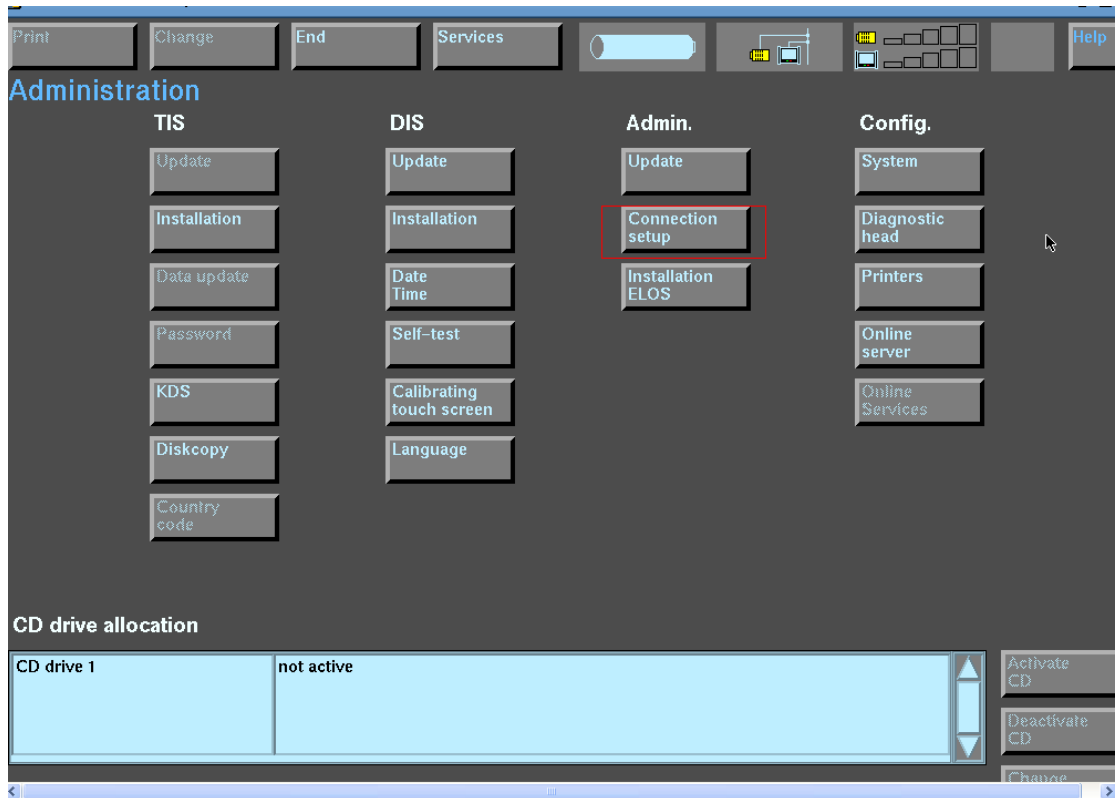 Print
Change
End
Services
Help
Administration
TIS
DIS
Admin.
Config.
Update
Update
Update
System
Installation
Installation
Connection
setup
Diagnostic
head
Data update
Date
Time
Installation
ELOS
Printers
Password
Self-test
Online
server
KDS
Calibrating
touch screen
Online
Services
Diskcopy
Language
Country
code
CD drive allocation
CD drive 1
not active
Activate
CD
Deactivate
CD
Change